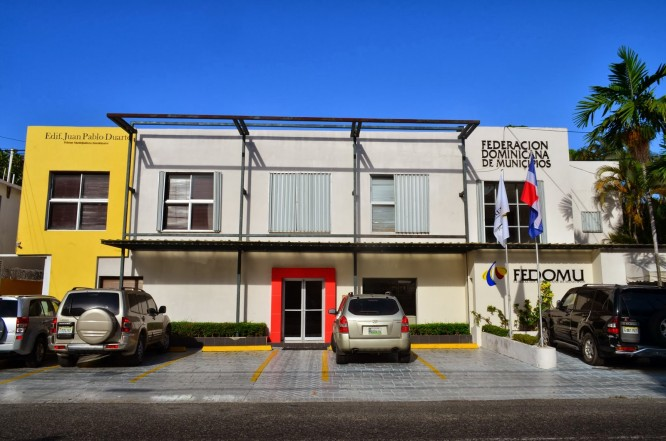 Edif. Juan Pablo Duarte
FEDERACION
DOMINICANA
DE MUNICIPIOS
FEDOMU